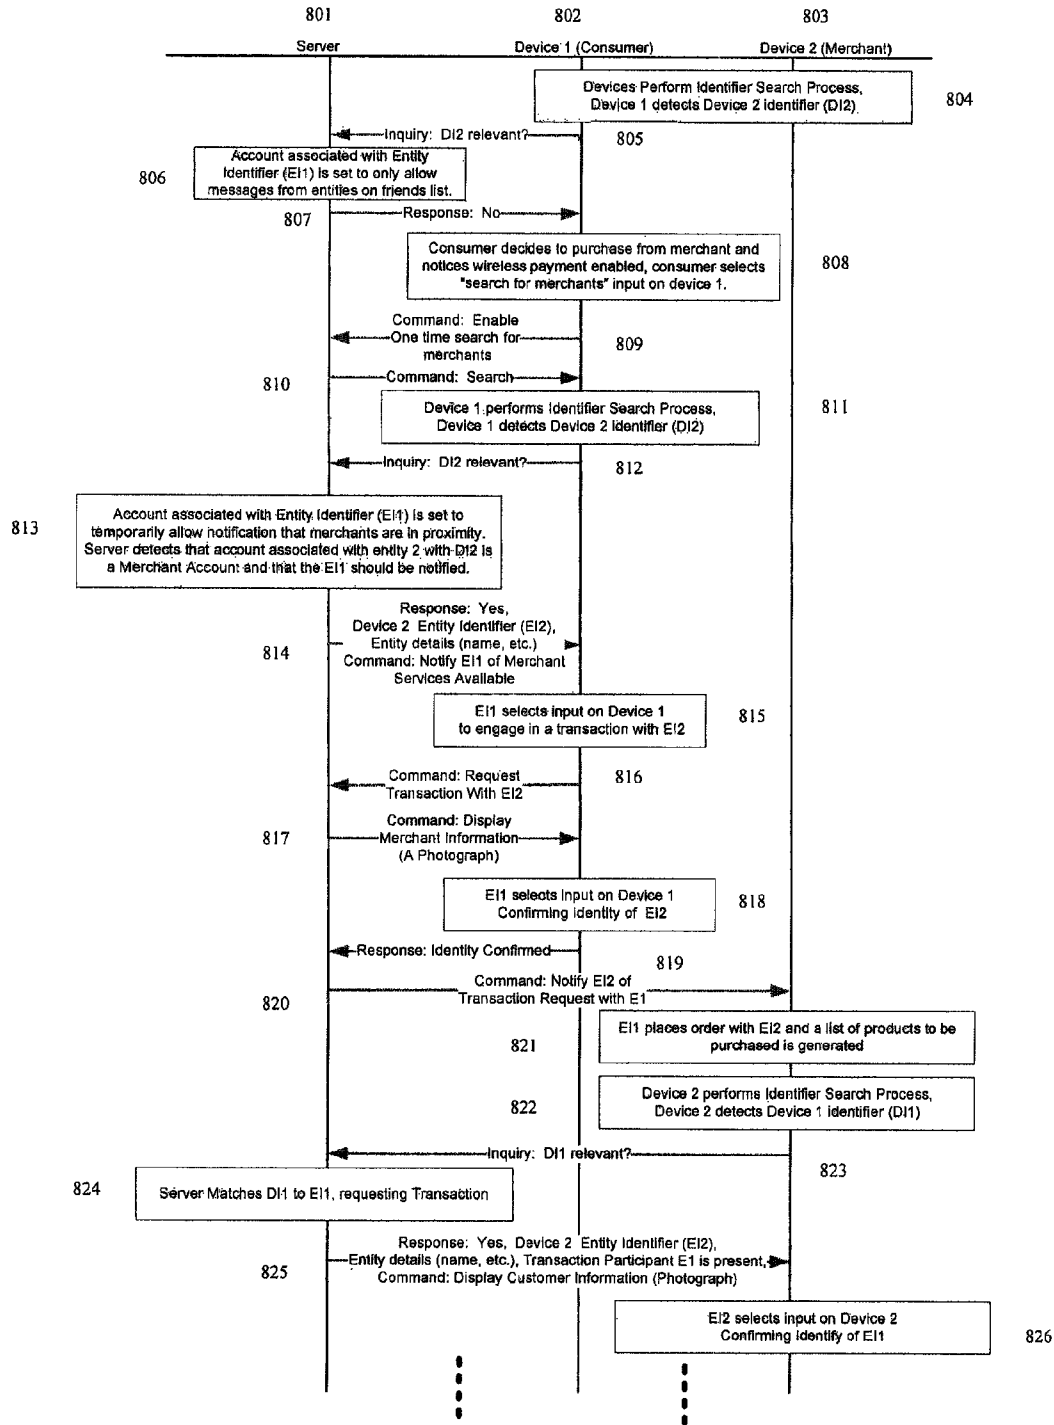 801
802
803
Server
Device 1 (Consumer)
Device 2 (Merchant)
Devices Perform Identifier Search Process,
Device 1 detects Device 2 identifier (DI2)
804
Inquiry: DI2 relevant?
805
Account associated with Entity
Identifier (EI1) is set to only allow
messages from entities on friends list.
806
Response: No
807
Consumer decides to purchase from merchant and
notices wireless payment enabled, consumer selects
"search for merchants" input on device 1.
808
Command: Enable
One time search for
merchants
809
Command: Search
810
Device 1 performs Identifier Search Process,
Device 1 detects Device 2 identifier (DI2)
811
Inquiry: DI2 relevant?
812
813
Account associated with Entity Identifier (EI1) is set to
temporarily allow notification that merchants are in proximity.
Server detects that account associated with entity 2 with DI2 is
a Merchant Account and that the EI1 should be notified.
Response: Yes,
Device 2 Entity Identifier (EI2),
Entity details (name, etc.)
Command: Notify EI1 of Merchant
Services Available
814
EI1 selects input on Device 1
to engage in a transaction with EI2
815
Command: Request
Transaction With EI2
816
Command: Display
Merchant Information
(A Photograph)
817
EI1 selects input on Device 1
Confirming identity of EI2
818
Response: Identity Confirmed
819
Command: Notify EI2 of
Transaction Request with E1
820
EI1 places order with EI2 and a list of products to be
purchased is generated
821
Device 2 performs Identifier Search Process,
Device 2 detects Device 1 identifier (DI1)
822
Inquiry: DI1 relevant?
823
824
Server Matches DI1 to EI1, requesting Transaction
Response: Yes, Device 2 Entity Identifier (EI2),
Entity details (name, etc.), Transaction Participant E1 is present,
Command: Display Customer Information (Photograph)
825
EI2 selects input on Device 2
Confirming Identify of EI1
826